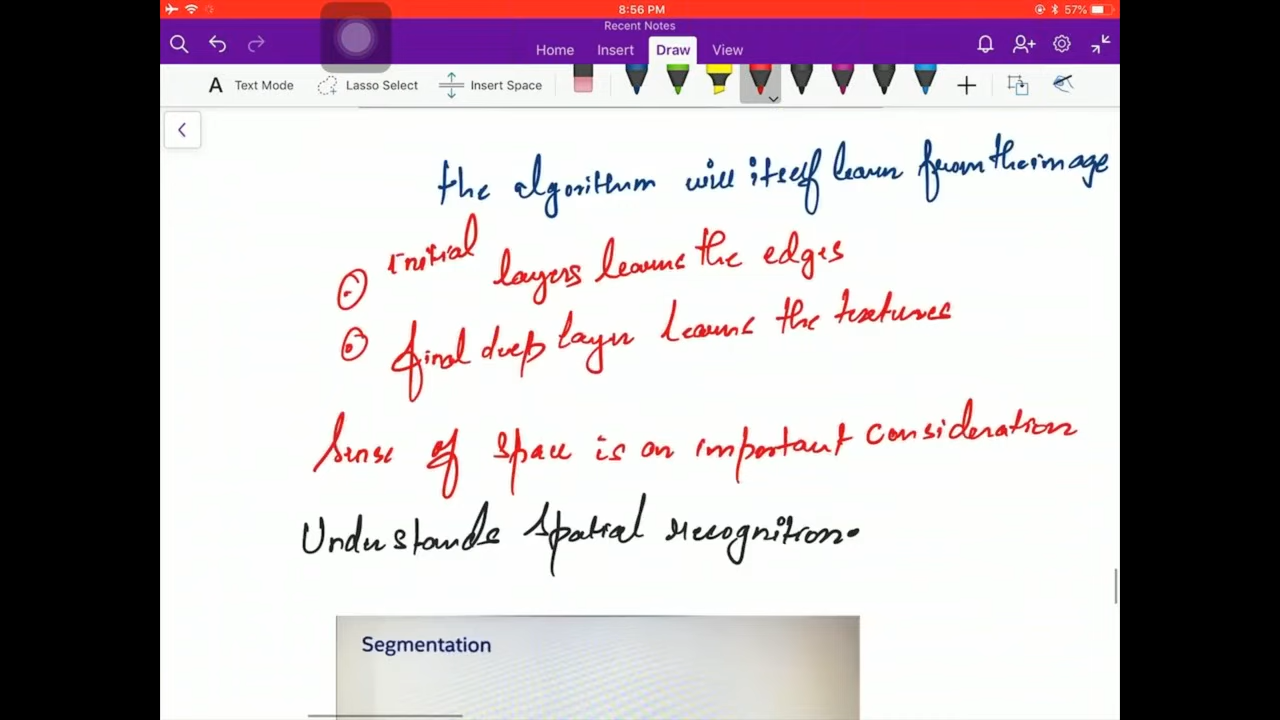 8:56 PM
57%
Recent Notes
Home Insert Draw View
A Text Mode Lasso Select Insert Space
the algorithm will itself learn from the image
Initial layers learns the edges
final deep layer learns the textures
Sense of space is an important consideration
Understands spatial recognition.
Segmentation